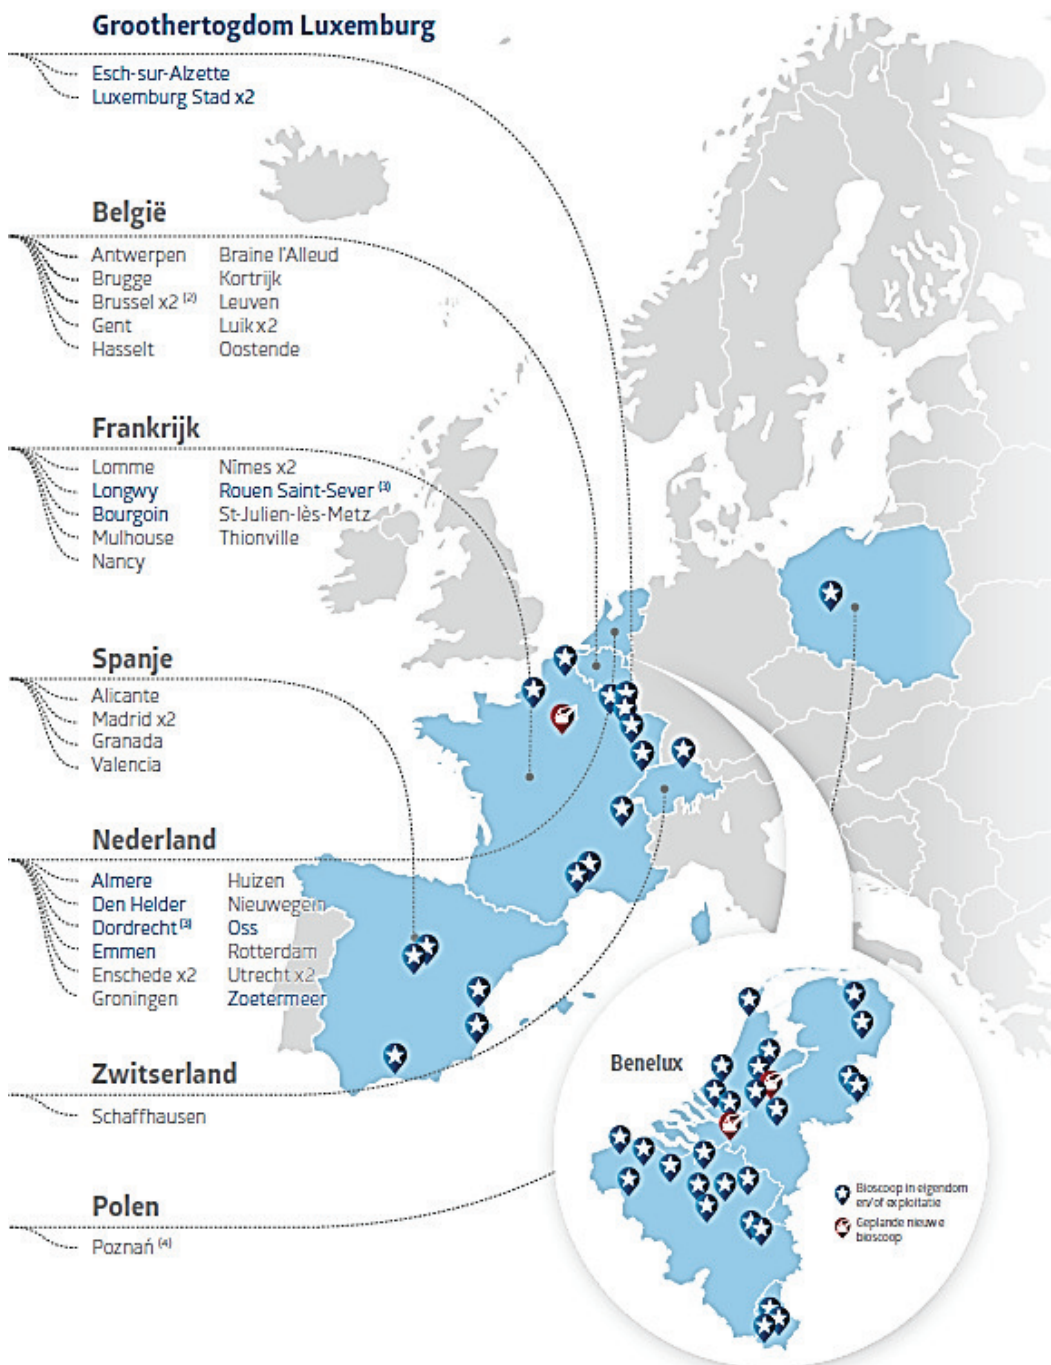 Groothertogdom Luxemburg
Esch-sur-Alzette
Luxemburg Stad x2
België
Antwerpen
Brugge
Brussel x2 (2)
Gent
Hasselt
Braine l'Alleud
Kortrijk
Leuven
Luik x2
Oostende
Frankrijk
Lomme
Longwy
Bourgoin
Mulhouse
Nancy
Nîmes x2
Rouen Saint-Sever (3)
St-Julien-lès-Metz
Thionville
Spanje
Alicante
Madrid x2
Granada
Valencia
Nederland
Almere
Den Helder
Dordrecht (3)
Emmen
Enschede x2
Groningen
Huizen
Nieuwegein
Oss
Rotterdam
Utrecht x2
Zoetermeer
Zwitserland
Schaffhausen
Polen
Poznań (4)
Benelux
Bioscoop in eigendom
en/of exploitatie
Geplande nieuwe
bioscoop